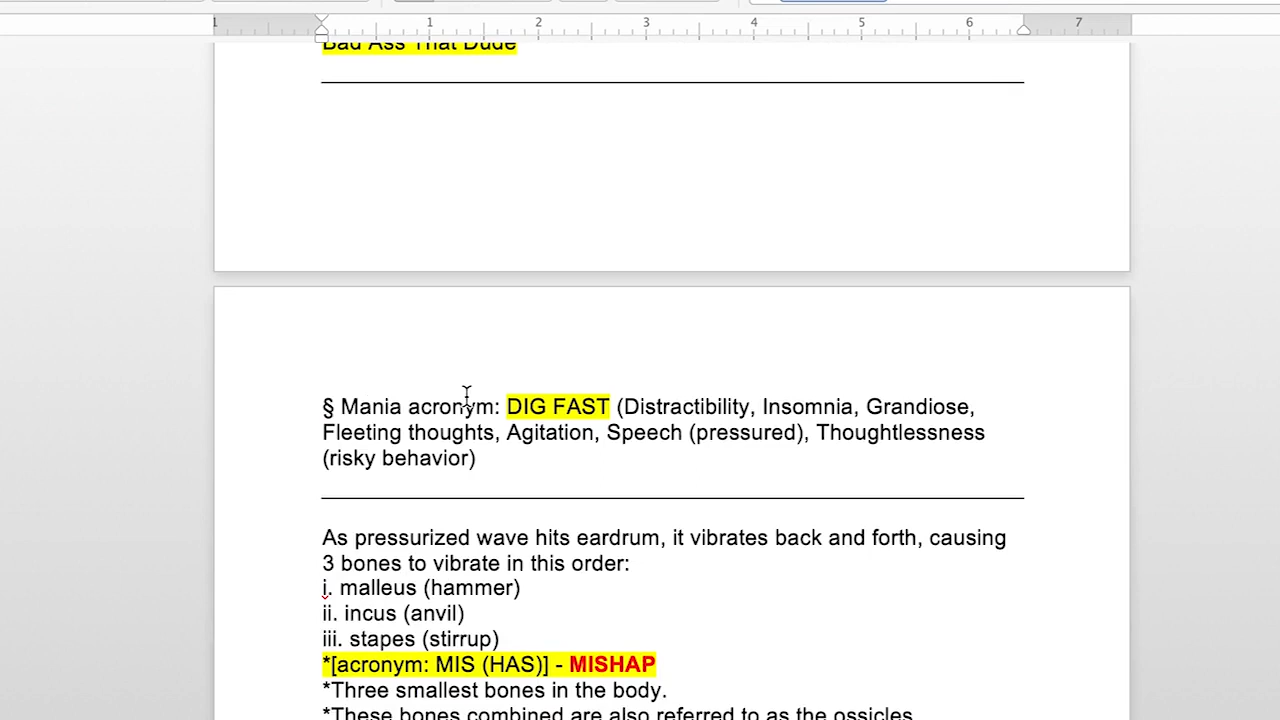 1 1 2 3 4 5 6 7
Bad Ass That Dude
§ Mania acronym: DIG FAST (Distractibility, Insomnia, Grandiose,
Fleeting thoughts, Agitation, Speech (pressured), Thoughtlessness
(risky behavior)
As pressurized wave hits eardrum, it vibrates back and forth, causing
3 bones to vibrate in this order:
i. malleus (hammer)
ii. incus (anvil)
iii. stapes (stirrup)
*[acronym: MIS (HAS)] - MISHAP
*Three smallest bones in the body.
*These bones combined are also referred to as the ossicles